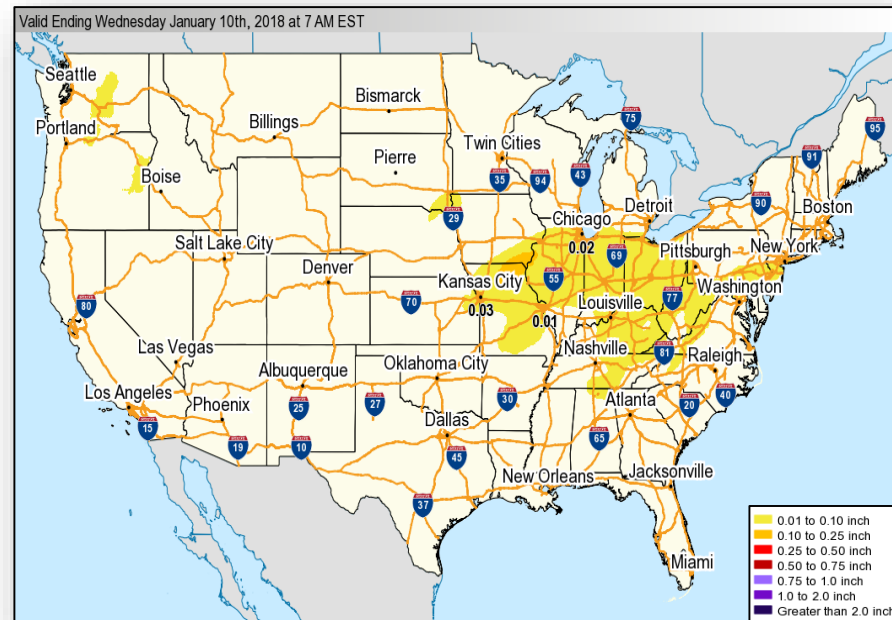 Valid Ending Wednesday January 10th, 2018 at 7 AM EST
Seattle
Portland
Boise
Billings
Bismarck
Pierre
Twin Cities
75
95
91
90
Boston
35
94
43
29
Chicago
Detroit
0.02
69
Pittsburgh
New York
Salt Lake City
Denver
Kansas City
55
Washington
80
70
0.03
0.01
Louisville
77
Las Vegas
Albuquerque
Oklahoma City
Nashville
81
Raleigh
Los Angeles
Phoenix
25
27
30
Atlanta
20
40
15
19
10
Dallas
45
65
New Orleans
Jacksonville
37
Miami
0.01 to 0.10 inch
0.10 to 0.25 inch
0.25 to 0.50 inch
0.50 to 0.75 inch
0.75 to 1.0 inch
1.0 to 2.0 inch
Greater than 2.0 inch